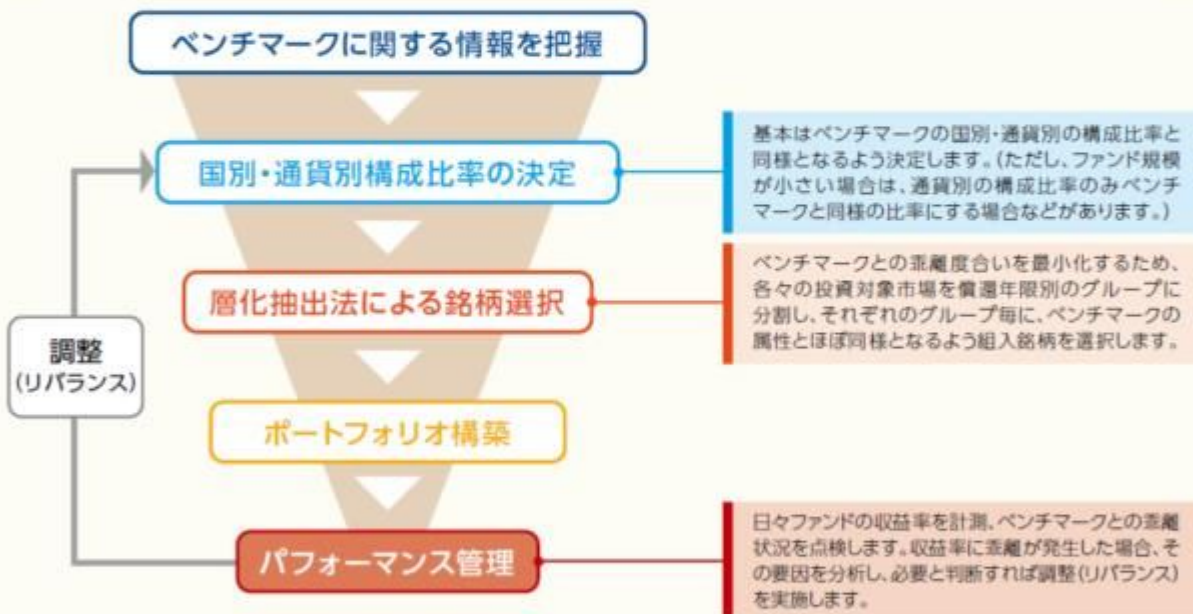 ベンチマークに関する情報を把握
国別・通貨別構成比率の決定
基本はベンチマークの国別・通貨別の構成比率と
同様となるよう決定します。(ただし、ファンド規模
が小さい場合は、通貨別の構成比率のみベンチ
マークと同様の比率にする場合などがあります。)
層化抽出法による銘柄選択
ベンチマークとの乖離度合いを最小化するため、
各々の投資対象市場を償還年限別のグループに
分割し、それぞれのグループ毎に、ベンチマークの
属性とほぼ同様となるよう組入銘柄を選択します。
調整
(リバランス)
ポートフォリオ構築
パフォーマンス管理
日々ファンドの収益率を計測、ベンチマークとの乖離
状況を点検します。収益率に乖離が発生した場合、そ
の要因を分析し、必要と判断すれば調整(リバランス)
を実施します。